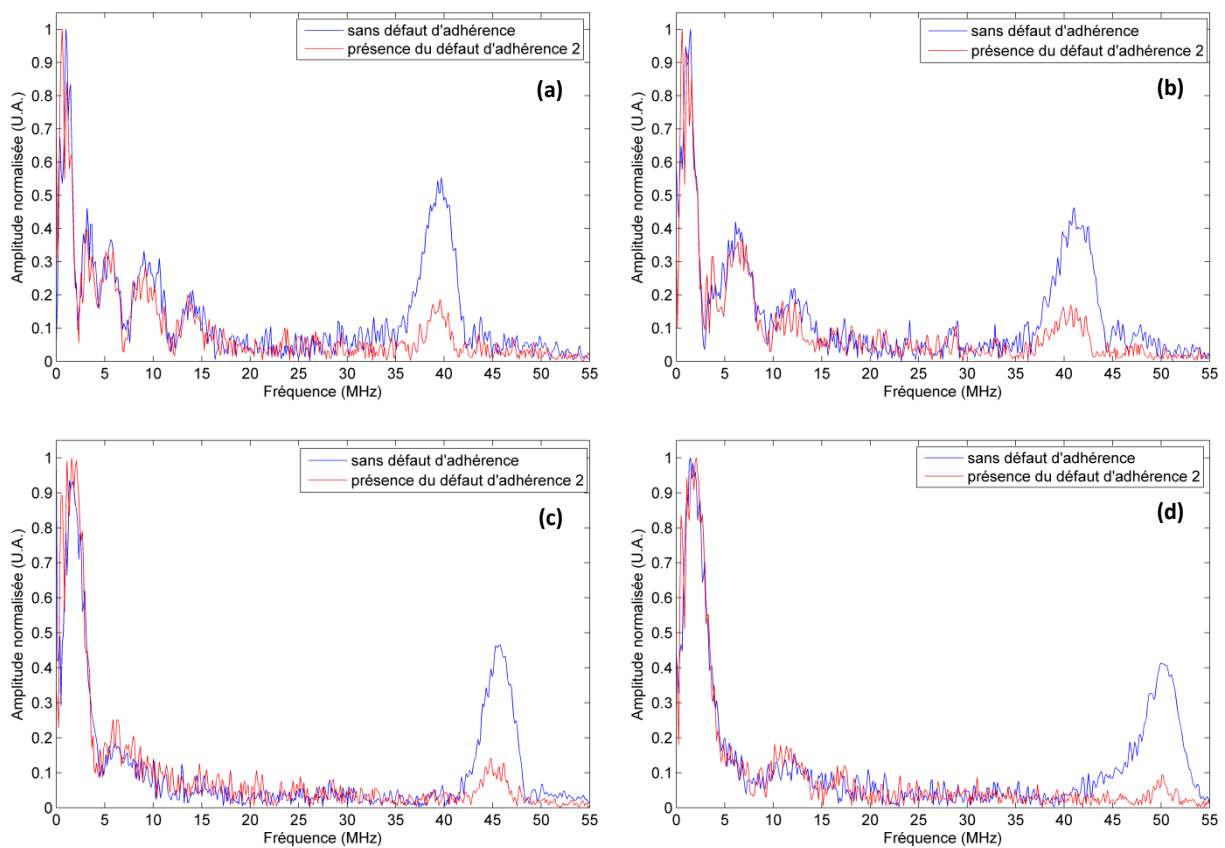 sans défaut d'adhérence
présence du défaut d'adhérence 2
(a)
Amplitude normalisée (U.A.)
1
0.9
0.8
0.7
0.6
0.5
0.4
0.3
0.2
0.1
0
0 5 10 15 20 25 30 35 40 45 50 55
Fréquence (MHz)
sans défaut d'adhérence
présence du défaut d'adhérence 2
(b)
Amplitude normalisée (U.A.)
1
0.9
0.8
0.7
0.6
0.5
0.4
0.3
0.2
0.1
0
0 5 10 15 20 25 30 35 40 45 50 55
Fréquence (MHz)
sans défaut d'adhérence
présence du défaut d'adhérence 2
(c)
Amplitude normalisée (U.A.)
1
0.9
0.8
0.7
0.6
0.5
0.4
0.3
0.2
0.1
0
0 5 10 15 20 25 30 35 40 45 50 55
Fréquence (MHz)
sans défaut d'adhérence
présence du défaut d'adhérence 2
(d)
Amplitude normalisée (U.A.)
1
0.9
0.8
0.7
0.6
0.5
0.4
0.3
0.2
0.1
0
0 5 10 15 20 25 30 35 40 45 50 55
Fréquence (MHz)